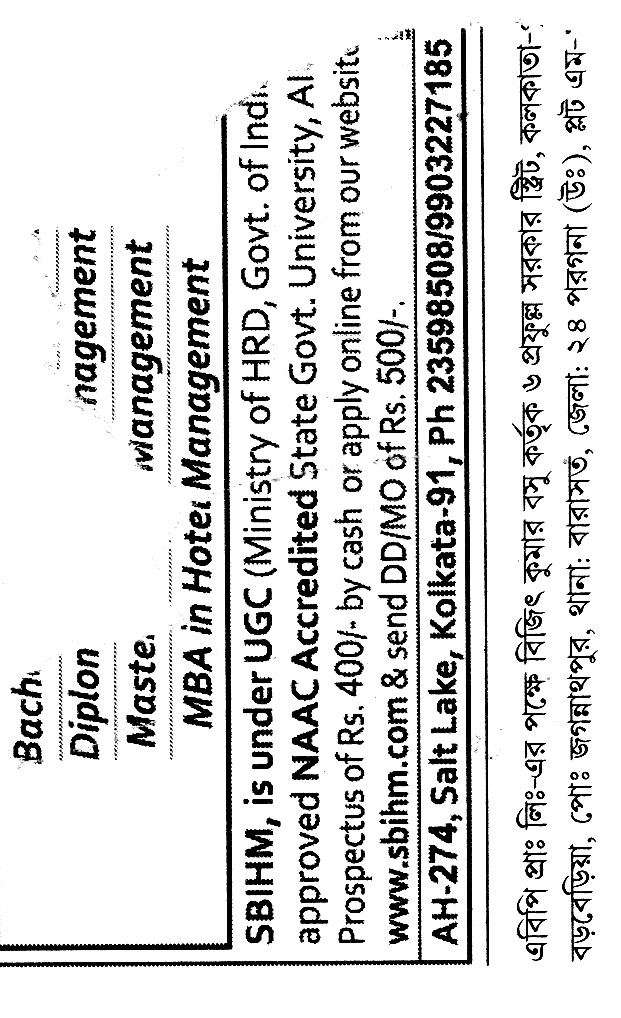 Bach
Diplon nagement
Maste Management
MBA in Hotel Management
SBIHM, is under UGC (Ministry of HRD, Govt. of Indi
approved NAAC Accredited State Govt. University, Al
Prospectus of Rs. 400/- by cash or apply online from our website
www.sbihm.com & send DD/MO of Rs. 500/-.
AH-274, Salt Lake, Kolkata-91, Ph 23598508/9903227185
এবিপি প্রাঃ লিঃ-এর পক্ষে বিজিৎ কুমার বসু কর্তৃক ৬ প্রফুল্ল সরকার স্ট্রিট, কলকাতা-
বড়বেড়িয়া, পোঃ জগন্নাথপুর, থানা: বারাসত, জেলা: ২৪ পরগনা (উঃ), প্লট এম-